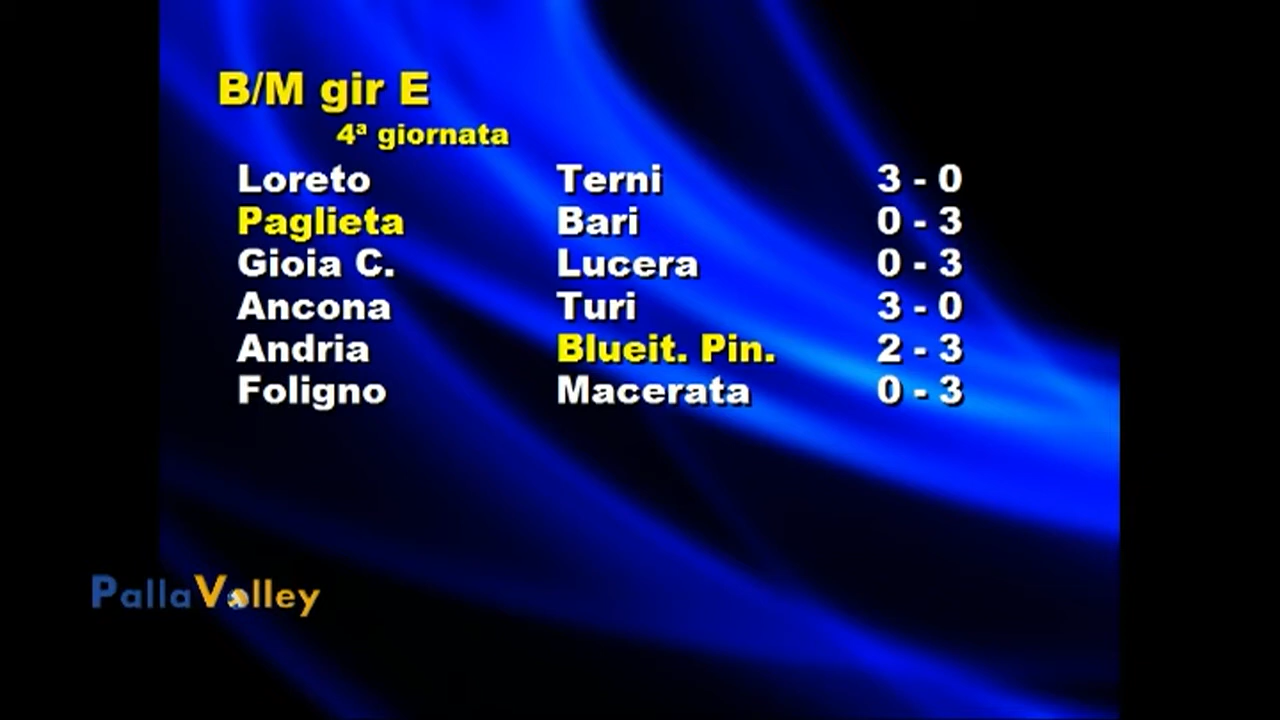 B/M gir E
4ª giornata
Loreto Terni 3 - 0
Paglieta Bari 0 - 3
Gioia C. Lucera 0 - 3
Ancona Turi 3 - 0
Andria Blueit. Pin. 2 - 3
Foligno Macerata 0 - 3
PallaVolley